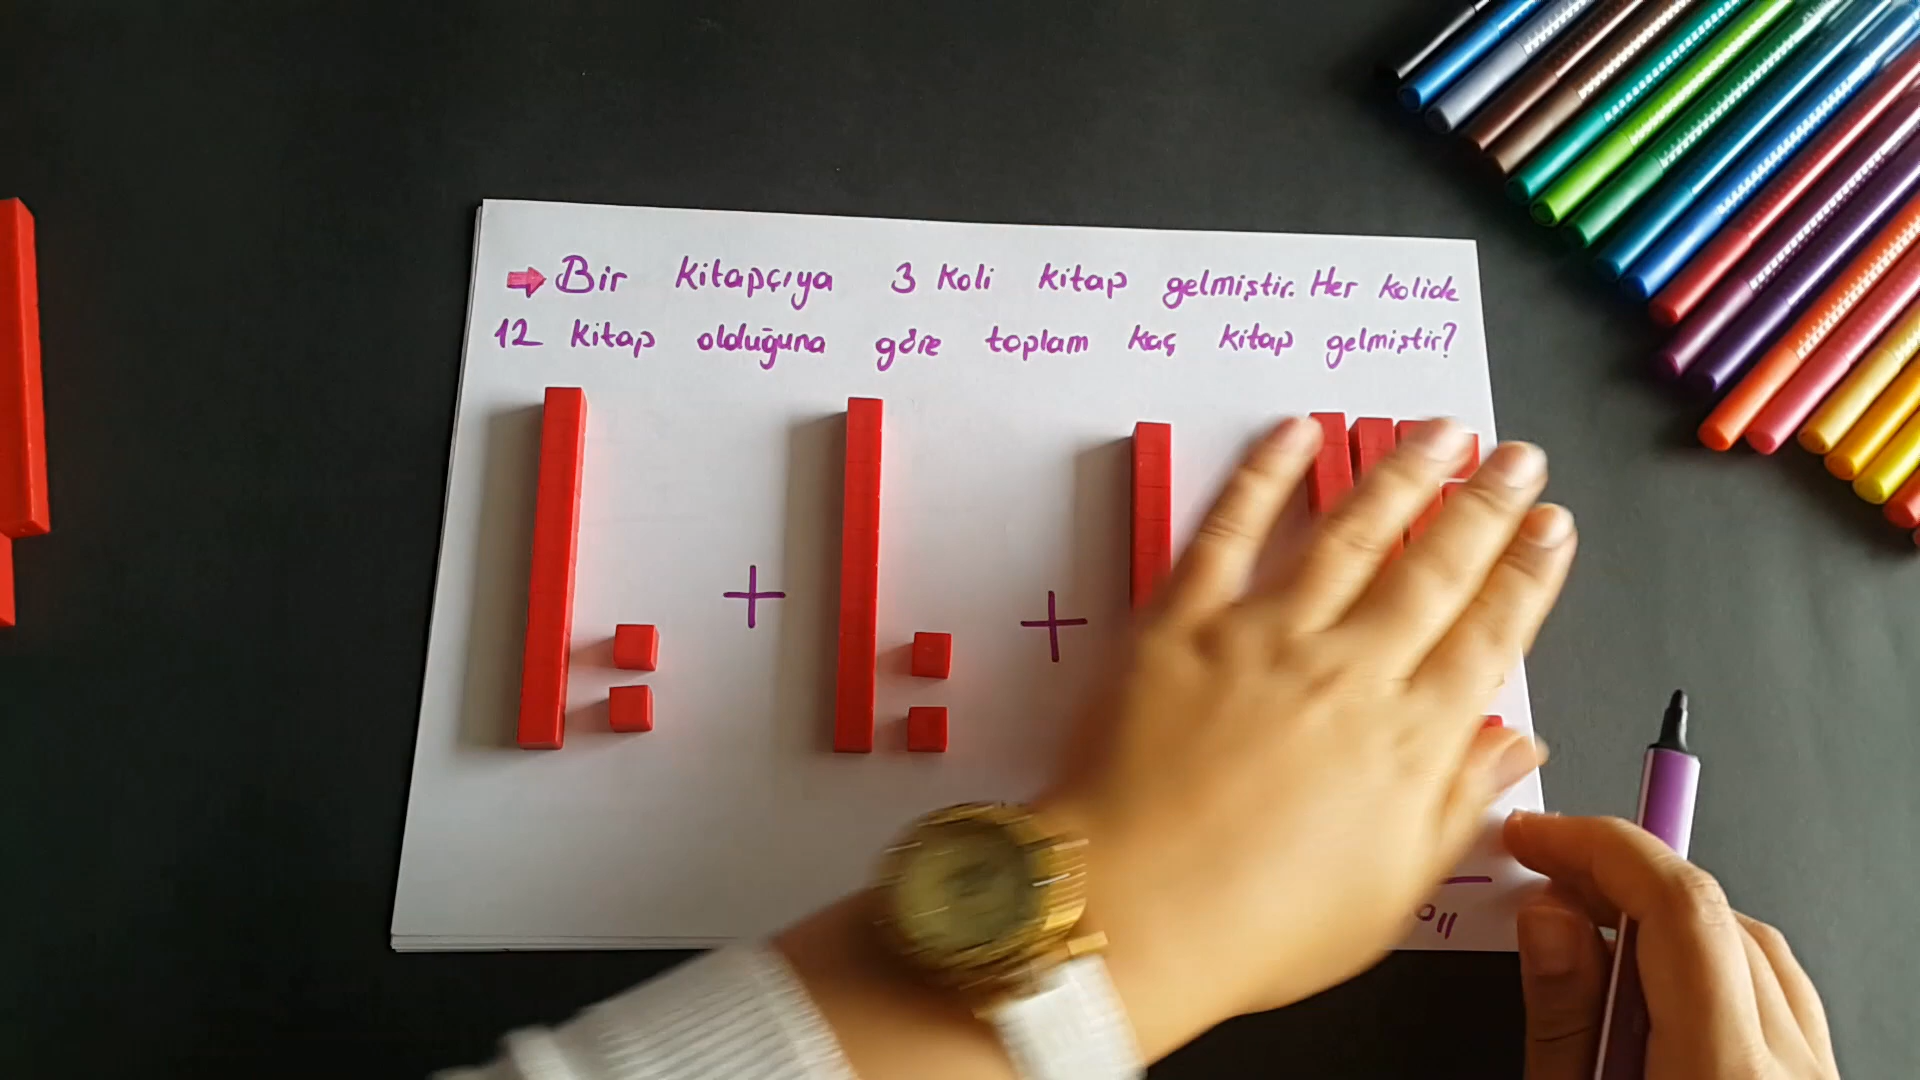 Bir kitapçıya 3 koli kitap gelmiştir. Her kolide
12 kitap olduğuna göre toplam kaç kitap gelmiştir?
+ +